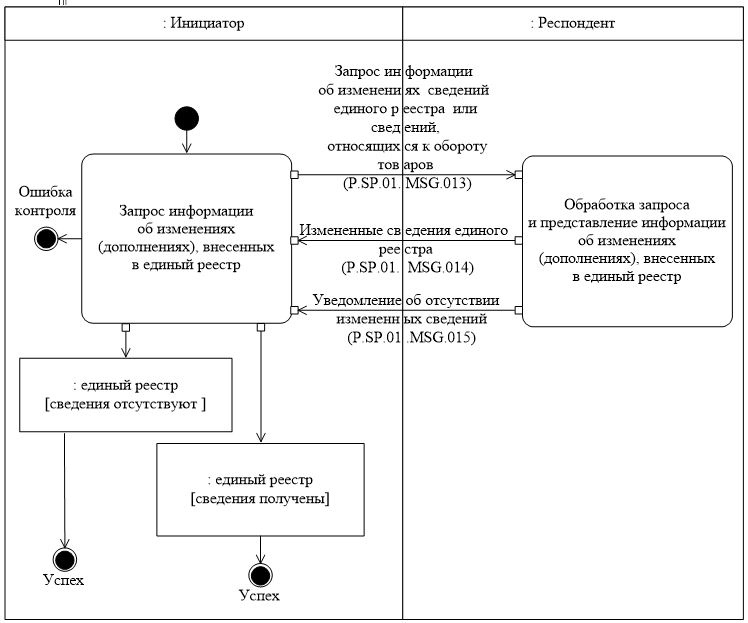 : Инициатор
: Респондент
Запрос информации
об изменениях сведений
единого реестра или
сведений,
относящихся к обороту
товаров
(P.SP.01. MSG.013)
Ошибка
контроля
Запрос информации
об изменениях
(дополнениях), внесенных
в единый реестр
Обработка запроса
и представление информации
об изменениях
(дополнениях), внесенных
в единый реестр
Измененные сведения единого
реестра
(P.SP.01. MSG.014)
Уведомление об отсутствии
измененных сведений
(P.SP.01.MSG.015)
: единый реестр
[сведения отсутствуют ]
: единый реестр
[сведения получены]
Успех
Успех